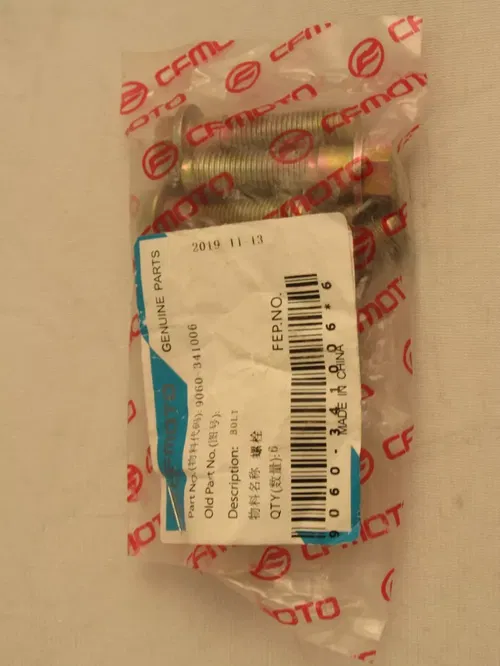 CFMOTO
GENUINE PARTS
2019 11-13
Part No.(物料代码):9060-341006
Old Part No.(图号):
Description: BOLT
物料名称 螺栓
QTY(数量):6
FEP.NO.
9060-341006*6
MADE IN CHINA
CFMOTO
CFMOTO
CFMOTO
CFMOTO
CFMOTO
CFMOTO